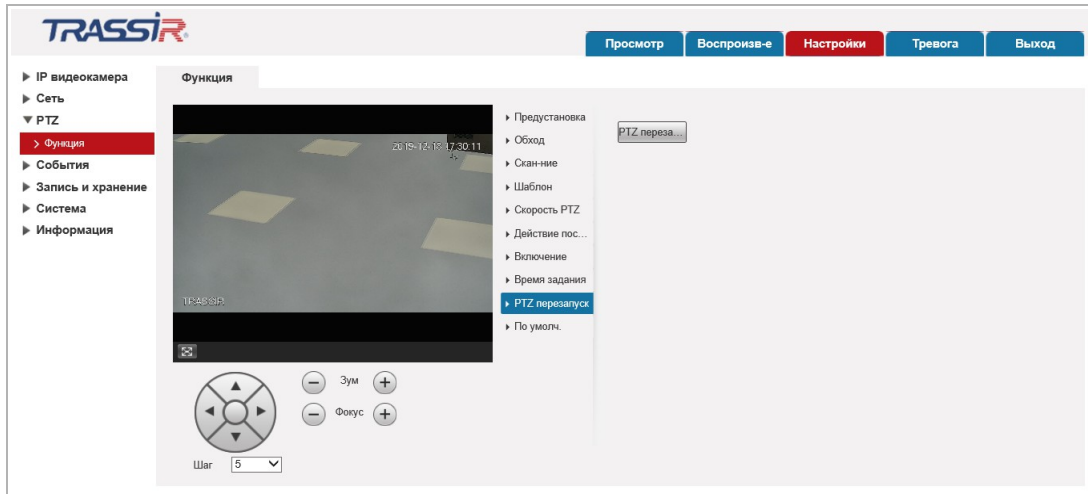 TRASSIR
Просмотр
Воспроизв-е
Настройки
Тревога
Выход
IP видеокамера
Сеть
PTZ
Функция
События
Запись и хранение
Система
Информация
Функция
2019-12-18 17:30:11
TRASSIR
Предустановка
Обход
Скан-ние
Шаблон
Скорость PTZ
Действие пос...
Включение
Время задания
PTZ перезапуск
По умолч.
PTZ переза...
Зум
Фокус
Шаг 5